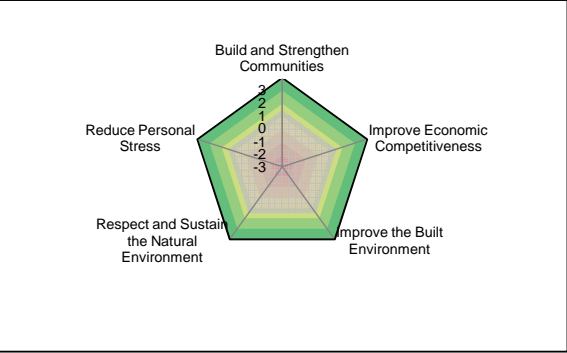 Build and Strengthen
Communities
3
2
1
0
-1
-2
-3
Reduce Personal
Stress
Improve Economic
Competitiveness
Respect and Sustain
the Natural
Environment
Improve the Built
Environment